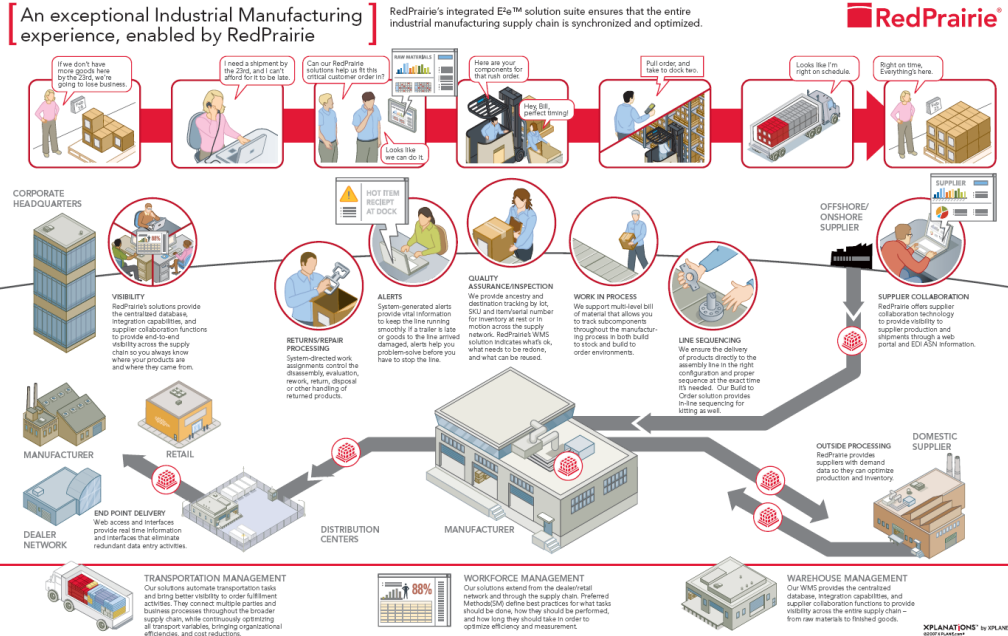 An exceptional Industrial Manufacturing
experience, enabled by RedPrairie
RedPrairie's integrated E²e™ solution suite ensures that the entire
industrial manufacturing supply chain is synchronized and optimized.
RedPrairie®
If we don't have
more goods here
by the 23rd, we're
going to lose business.
I need a shipment by
the 23rd, and I can't
afford for it to be late.
Can our RedPrairie
solutions help us fit this
critical customer order in?
RAW MATERIALS
Looks like
we can do it.
Here are your
components for
that rush order.
Hey, Bill,
perfect timing!
Pull order, and
take to dock two.
Looks like I'm
right on schedule.
Right on time,
Everything's here.
CORPORATE
HEADQUARTERS
88%
VISIBILITY
RedPrairie's solutions provide
the centralized database,
integration capabilities, and
supplier collaboration functions
to provide end-to-end
visibility across the supply
chain so you always know
where your products are
and where they came from.
RETURNS/REPAIR
PROCESSING
System-directed work
assignments control the
disassembly, evaluation,
rework, return, disposal
or other handling of
returned products.
HOT ITEM
RECIEPT
AT DOCK
ALERTS
System-generated alerts
provide vital information
to keep the line running
smoothly. If a trailer is late
or goods to the line arrived
damaged, alerts help you
problem-solve before you
have to stop the line.
QUALITY
ASSURANCE/INSPECTION
We provide ancestry and
destination tracking by lot,
SKU and item/serial number
for inventory at rest or in
motion across the supply
network. RedPrairie's WMS
solution indicates what's ok,
what needs to be redone,
and what can be reused.
WORK IN PROCESS
We support multi-level bill
of material that allows you
to track subcomponents
throughout the manufactur-
ing process in both build
to stock and build to
order environments.
LINE SEQUENCING
We ensure the delivery
of products directly to the
assembly line in the right
configuration and proper
sequence at the exact time
it's needed. Our Build to
Order solution provides
in-line sequencing for
kitting as well.
OFFSHORE/
ONSHORE
SUPPLIER
SUPPLIER
SUPPLIER COLLABORATION
RedPrairie offers supplier
collaboration technology
to provide visibility to
supplier production and
shipments through a web
portal and EDI ASN information.
MANUFACTURER
RETAIL
DEALER
NETWORK
END POINT DELIVERY
Web access and interfaces
provide real time information
and interfaces that eliminate
redundant data entry activities.
DISTRIBUTION
CENTERS
MANUFACTURER
OUTSIDE PROCESSING
RedPrairie provides
suppliers with demand
data so they can optimize
production and inventory.
DOMESTIC
SUPPLIER
TRANSPORTATION MANAGEMENT
Our solutions automate transportation tasks
and bring better visibility to order fulfillment
activities. They connect multiple parties and
business processes throughout the broader
supply chain, while continuously optimizing
all transport variables, bringing organizational
efficiencies, and cost reductions.
88%
WORKFORCE MANAGEMENT
Our solutions extend from the dealer/retail
network and through the supply chain. Preferred
Methods(SM) define best practices for what tasks
should be done, how they should be performed,
and how long they should take in order to
optimize efficiency and measurement.
WAREHOUSE MANAGEMENT
Our WMS provides the centralized
database, integration capabilities, and
supplier collaboration functions to provide
visibility across the entire supply chain –
from raw materials to finished goods.
XPLANATiONS™ by XPLANE
©2007 XPLANE.com